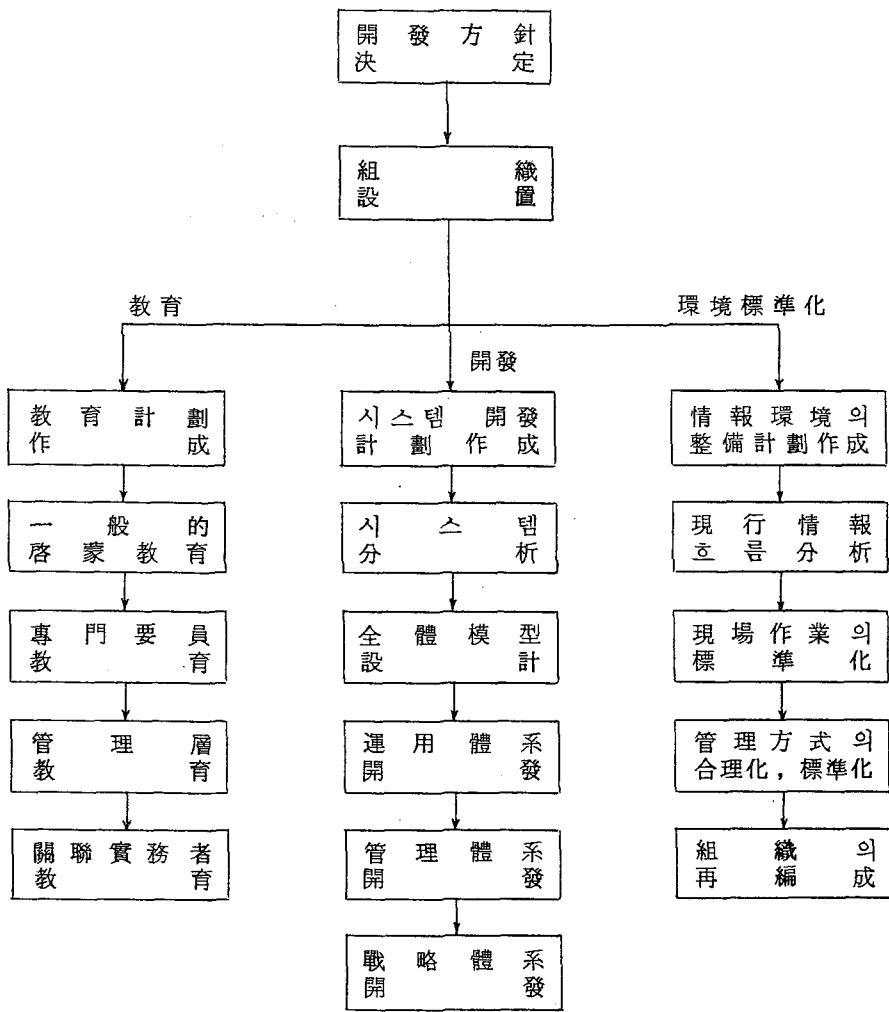 開發方針
決定
組織
設置
教育
環境標準化
開發
教育計劃
作成
시스템 開發
計劃作成
情報環境의
整備計劃作成
一般的
啓蒙教育
시스템
分析
現行情報
흐름分析
專門要員
教育
全體模型
設計
現場作業의
標準化
管理層
教育
運用體系
開發
管理方式의
合理化, 標準化
關聯實務者
教育
管理體系
開發
組織의
再編成
戰略體系
開發